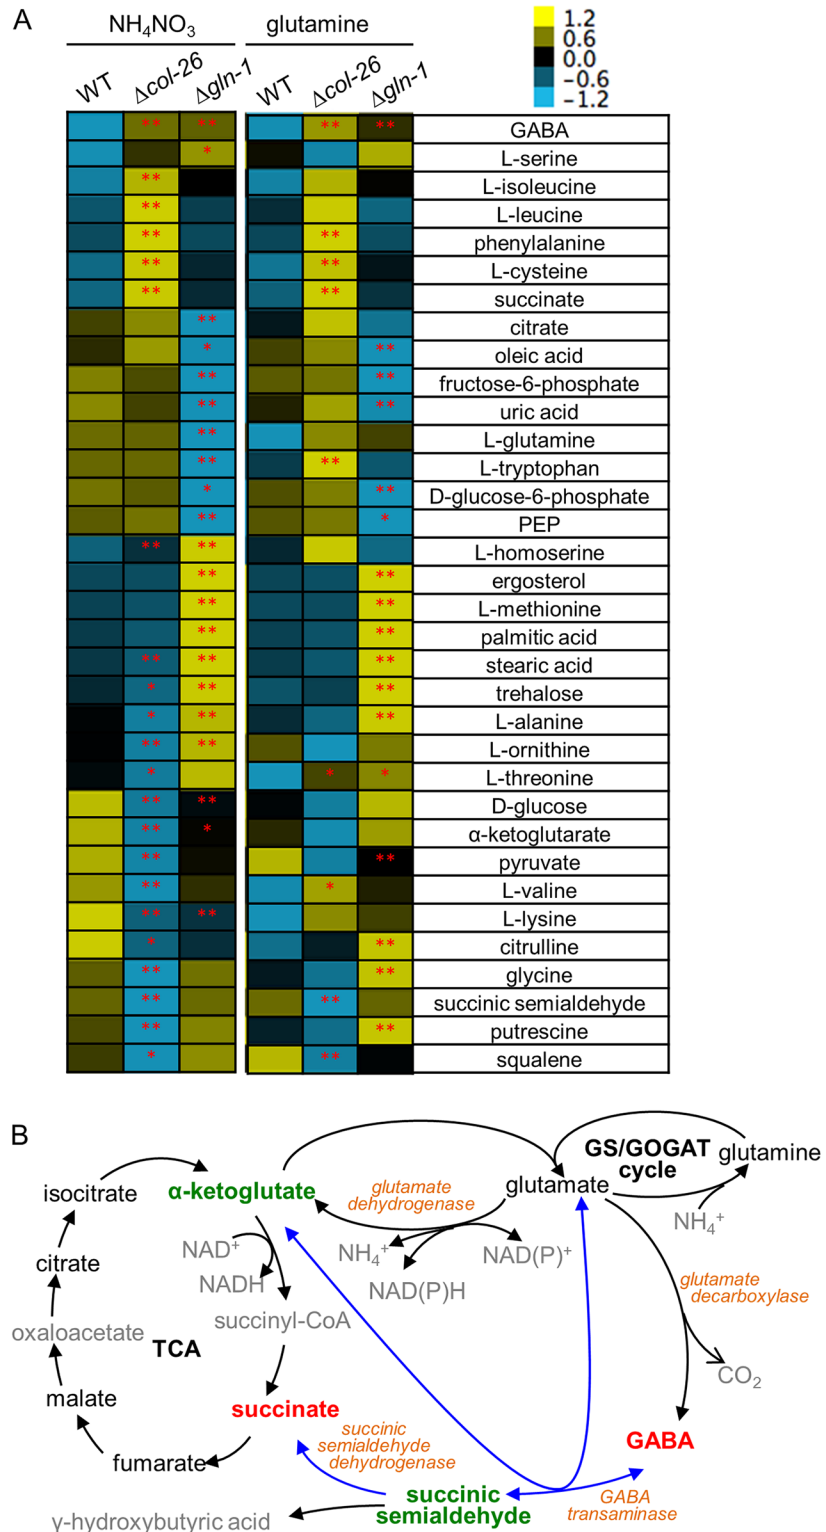 A
NH₄NO₃ glutamine
WT Δcol-26 Δgln-1 WT Δcol-26 Δgln-1
1.2
0.6
0.0
−0.6
−1.2
** ** ** ** GABA
* L-serine
** L-isoleucine
** L-leucine
** ** phenylalanine
** ** L-cysteine
** ** succinate
** citrate
* ** oleic acid
** ** fructose-6-phosphate
** ** uric acid
** L-glutamine
** ** L-tryptophan
* ** D-glucose-6-phosphate
** * PEP
** ** L-homoserine
** ** ergosterol
** ** L-methionine
** ** palmitic acid
** ** ** stearic acid
* ** ** trehalose
* ** ** L-alanine
** ** L-ornithine
* * * L-threonine
** ** D-glucose
** * α-ketoglutarate
** ** pyruvate
** * L-valine
** ** L-lysine
* ** citrulline
** ** glycine
** ** succinic semialdehyde
** ** putrescine
* ** squalene
B
GS/GOGAT
cycle
glutamine
isocitrate
α-ketoglutate
glutamate
dehydrogenase
glutamate
NH₄⁺
citrate
NAD⁺
NADH
NH₄⁺
NAD(P)H
NAD(P)⁺
glutamate
decarboxylase
oxaloacetate
TCA
succinyl-CoA
CO₂
malate
succinate
GABA
fumarate
succinic
semialdehyde
dehydrogenase
succinic
semialdehyde
GABA
transaminase
γ-hydroxybutyric acid